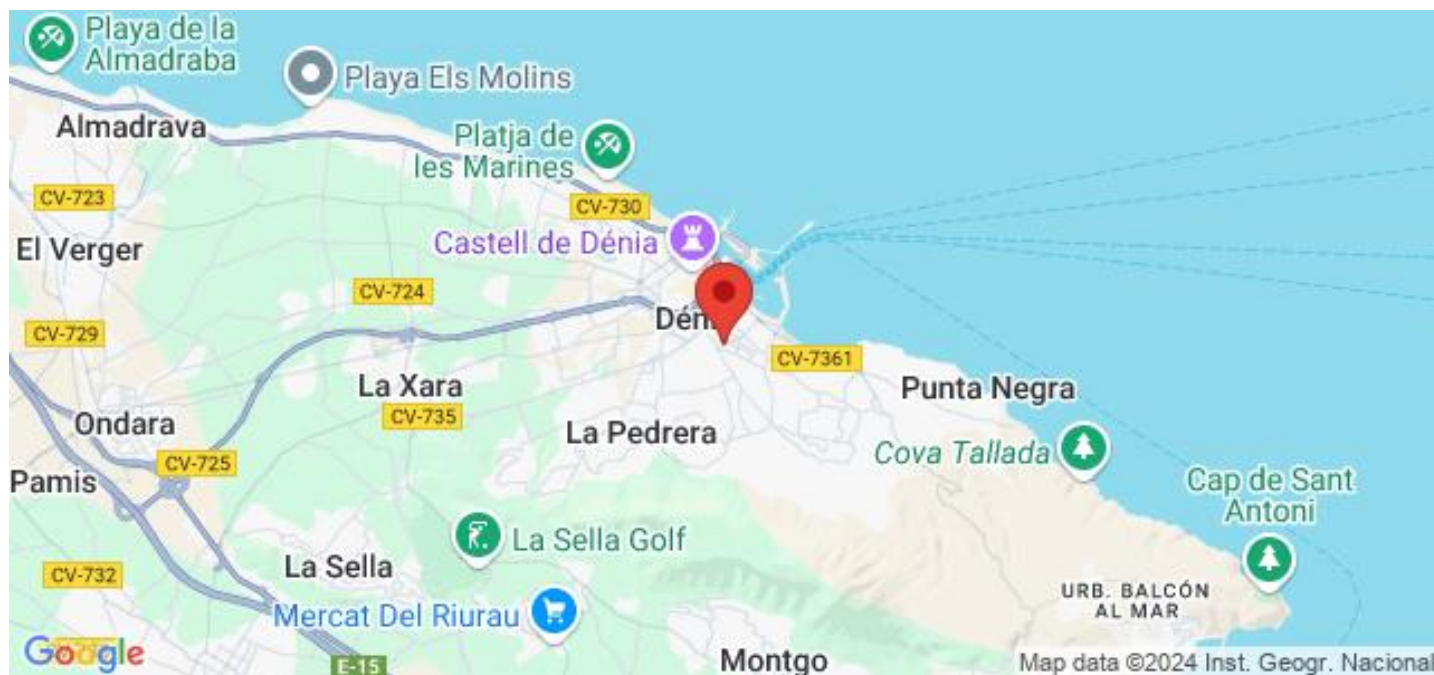 Playa de la
Almadraba
Playa Els Molins
Almadrava
Platja de
les Marines
CV-723
CV-730
El Verger
Castell de Dénia
CV-724
CV-729
Déni
CV-7361
La Xara
Punta Negra
CV-735
Ondara
La Pedrera
Cova Tallada
CV-725
Pamis
Cap de Sant
Antoni
La Sella Golf
La Sella
CV-732
URB. BALCÓN
AL MAR
Mercat Del Riurau
Google
E-15
Montgo
Map data ©2024 Inst. Geogr. Nacional